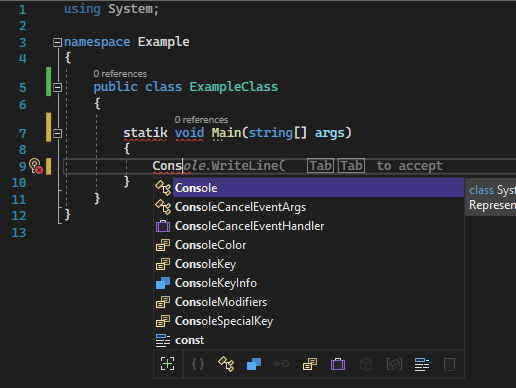 1 using System;
2
3 namespace Example
4 {
0 references
5 public class ExampleClass
6 {
0 references
7 statik void Main(string[] args)
8 {
9 Console.WriteLine( Tab Tab to accept
10 }
11 }
12 }
13
Console
ConsoleCancelEventArgs
ConsoleCancelEventHandler
ConsoleColor
ConsoleKey
ConsoleKeyInfo
ConsoleModifiers
ConsoleSpecialKey
const
class Sys
Represen